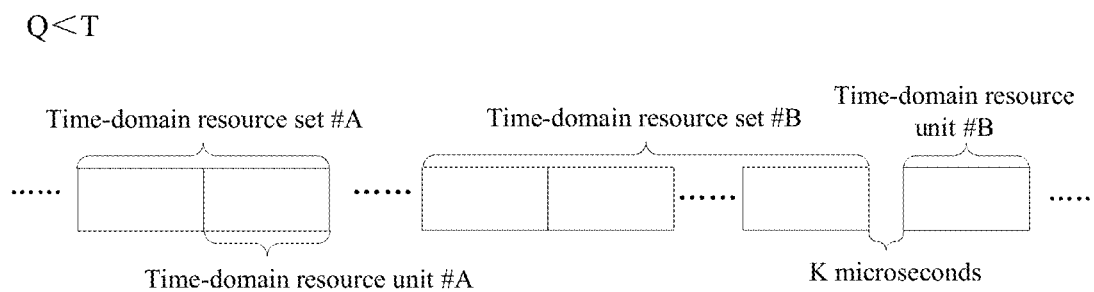 Q<T
Time-domain resource set #A
Time-domain resource set #B
Time-domain resource
unit #B
...... ...... ...... .....
Time-domain resource unit #A
K microseconds